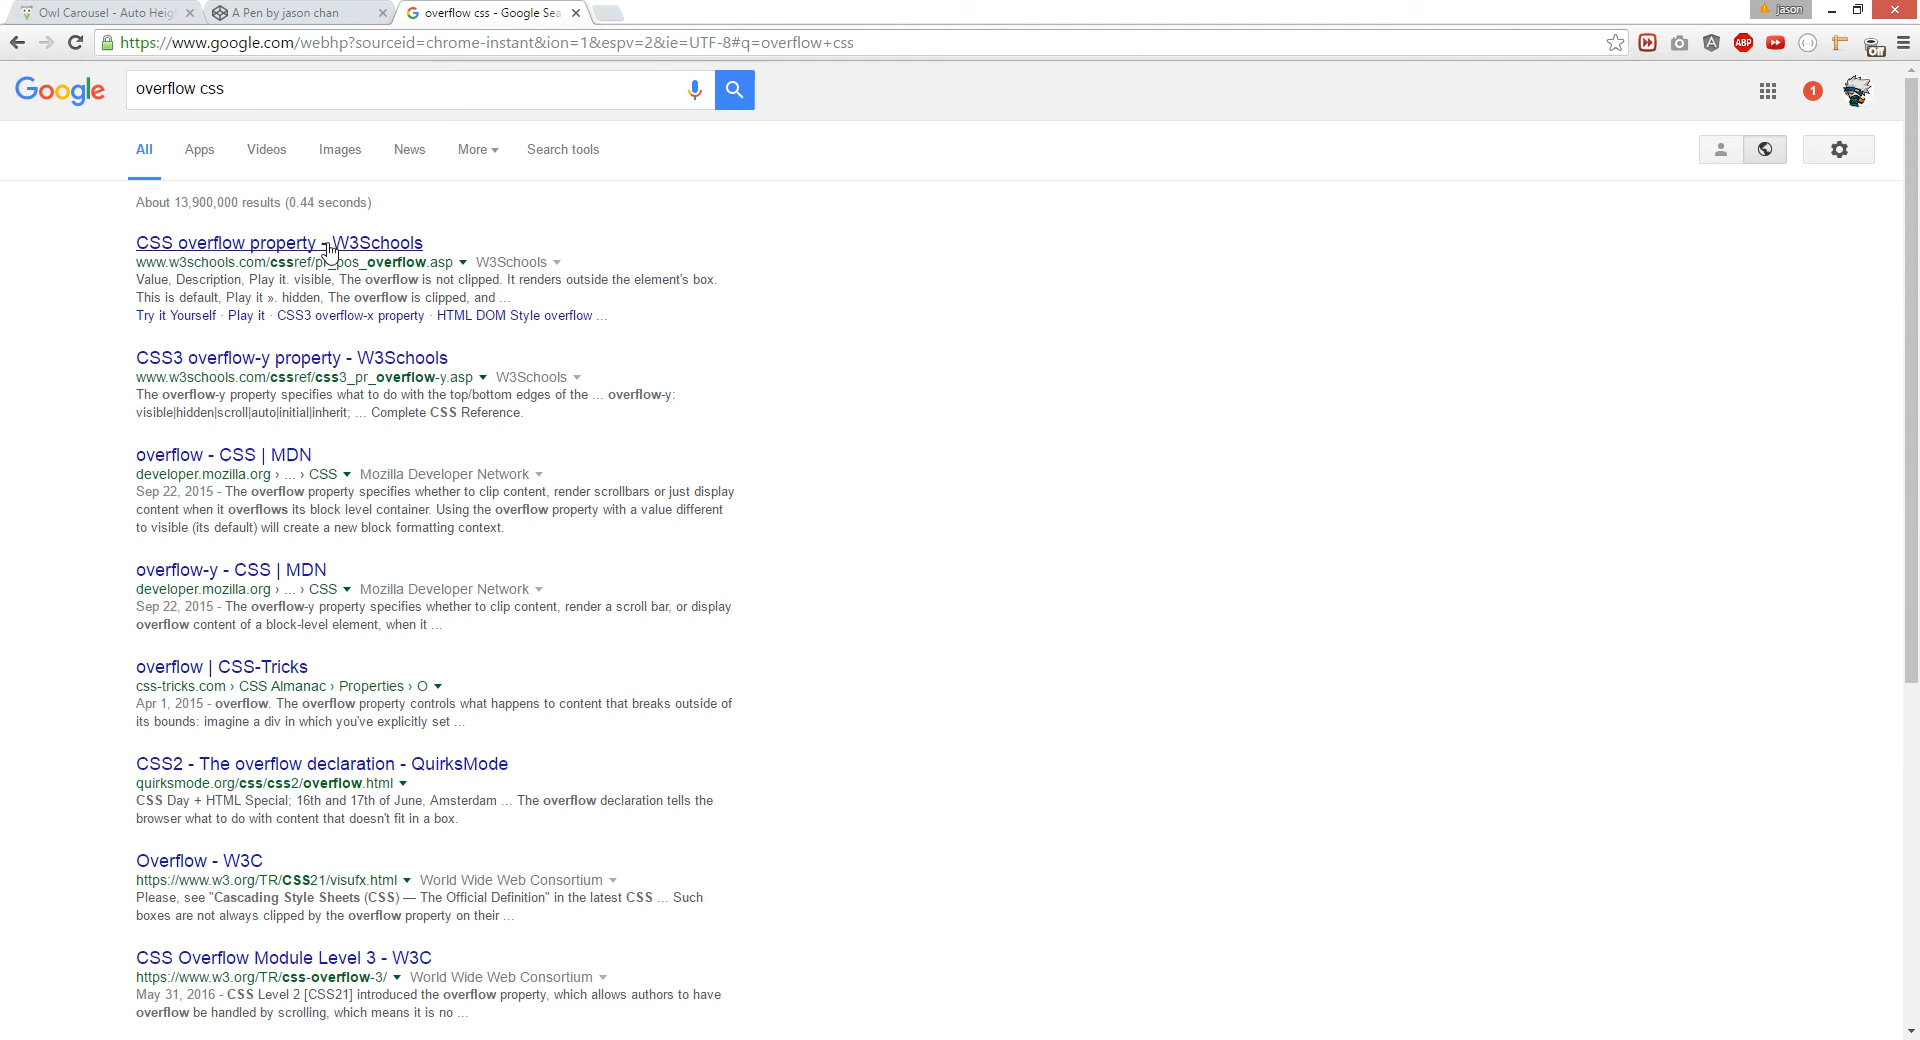 Owl Carousel - Auto Heig
A Pen by jason chan
overflow css - Google Sea
jason
https://www.google.com/webhp?sourceid=chrome-instant&ion=1&espv=2&ie=UTF-8#q=overflow+css
ABP
Off
Google
overflow css
1
All Apps Videos Images News More Search tools
About 13,900,000 results (0.44 seconds)
CSS overflow property - W3Schools
www.w3schools.com/cssref/pr_pos_overflow.asp W3Schools
Value, Description, Play it. visible, The overflow is not clipped. It renders outside the element's box.
This is default, Play it ». hidden, The overflow is clipped, and ...
Try it Yourself · Play it · CSS3 overflow-x property · HTML DOM Style overflow ...
CSS3 overflow-y property - W3Schools
www.w3schools.com/cssref/css3_pr_overflow-y.asp W3Schools
The overflow-y property specifies what to do with the top/bottom edges of the ... overflow-y:
visible|hidden|scroll|auto|initial|inherit; ... Complete CSS Reference.
overflow - CSS | MDN
developer.mozilla.org › ... › CSS Mozilla Developer Network
Sep 22, 2015 - The overflow property specifies whether to clip content, render scrollbars or just display
content when it overflows its block level container. Using the overflow property with a value different
to visible (its default) will create a new block formatting context.
overflow-y - CSS | MDN
developer.mozilla.org › ... › CSS Mozilla Developer Network
Sep 22, 2015 - The overflow-y property specifies whether to clip content, render a scroll bar, or display
overflow content of a block-level element, when it ...
overflow | CSS-Tricks
css-tricks.com › CSS Almanac › Properties › O
Apr 1, 2015 - overflow. The overflow property controls what happens to content that breaks outside of
its bounds: imagine a div in which you've explicitly set ...
CSS2 - The overflow declaration - QuirksMode
quirksmode.org/css/css2/overflow.html
CSS Day + HTML Special; 16th and 17th of June, Amsterdam ... The overflow declaration tells the
browser what to do with content that doesn't fit in a box.
Overflow - W3C
https://www.w3.org/TR/CSS21/visufx.html World Wide Web Consortium
Please, see "Cascading Style Sheets (CSS) — The Official Definition" in the latest CSS ... Such
boxes are not always clipped by the overflow property on their ...
CSS Overflow Module Level 3 - W3C
https://www.w3.org/TR/css-overflow-3/ World Wide Web Consortium
May 31, 2016 - CSS Level 2 [CSS21] introduced the overflow property, which allows authors to have
overflow be handled by scrolling, which means it is no ...